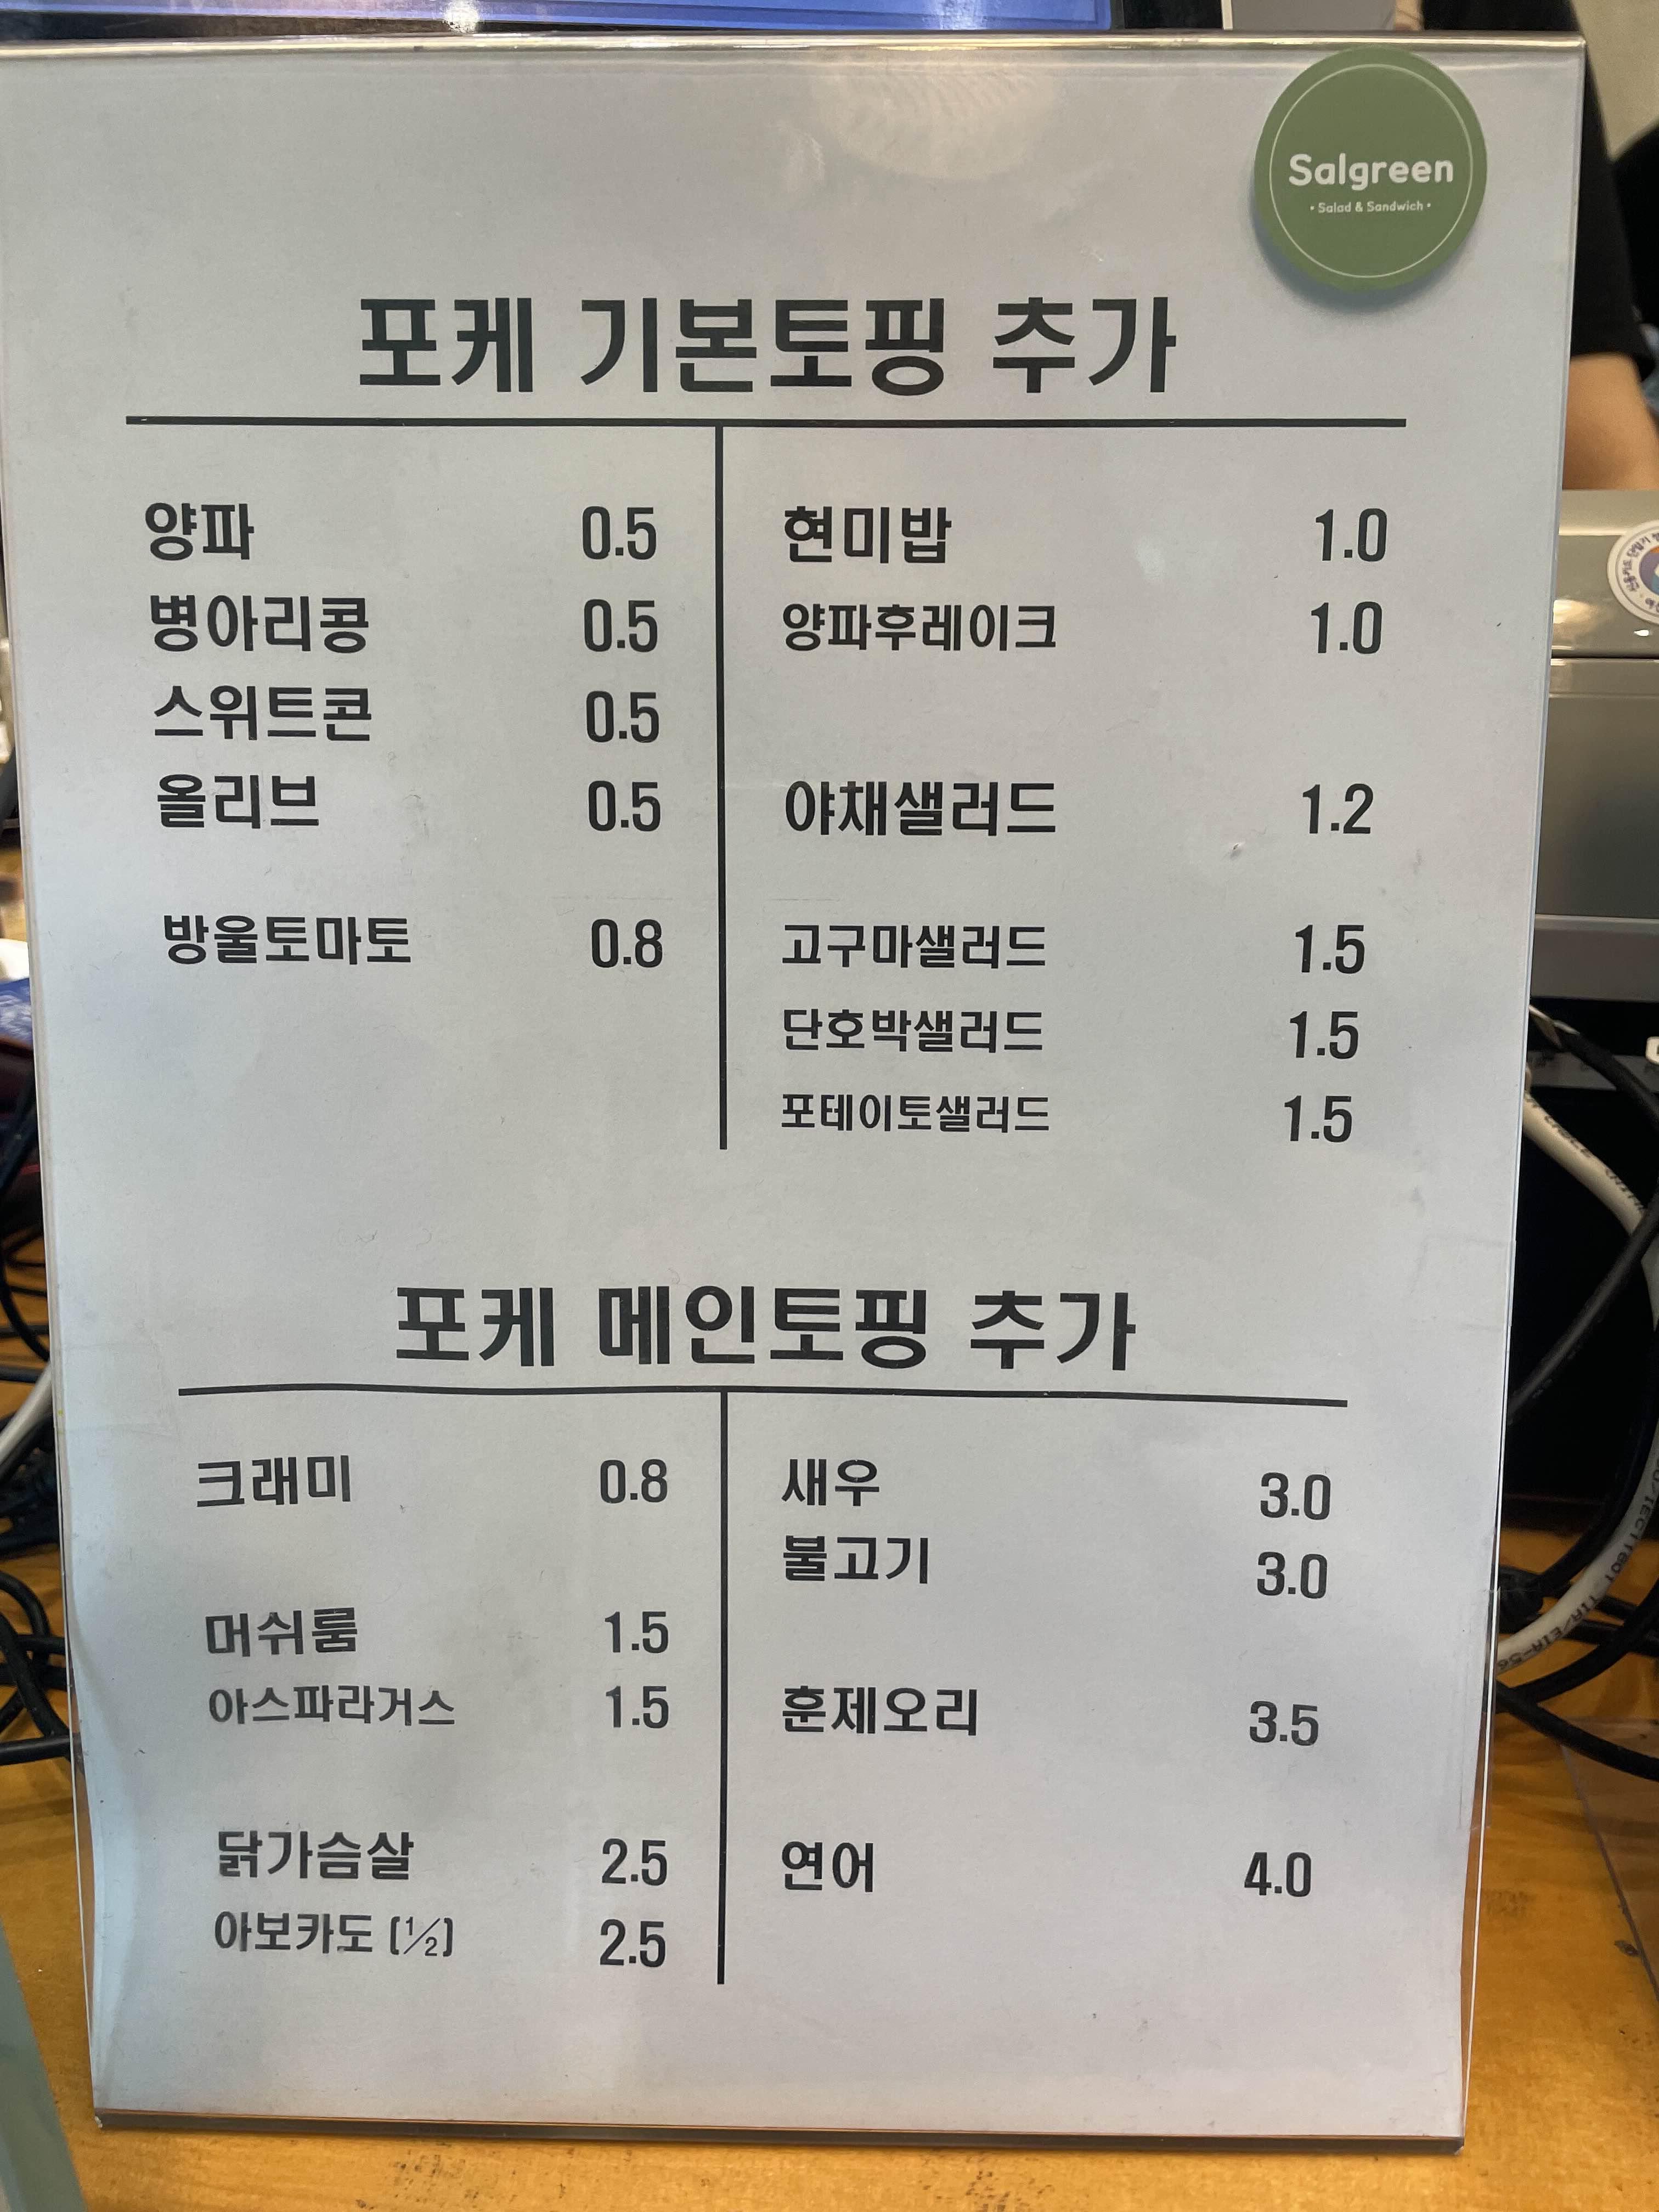 Salgreen
• Salad & Sandwich •
포케 기본토핑 추가
양파 0.5
병아리콩 0.5
스위트콘 0.5
올리브 0.5
방울토마토 0.8
현미밥 1.0
양파후레이크 1.0
야채샐러드 1.2
고구마샐러드 1.5
단호박샐러드 1.5
포테이토샐러드 1.5
포케 메인토핑 추가
크래미 0.8
머쉬룸 1.5
아스파라거스 1.5
닭가슴살 2.5
아보카도 (½) 2.5
새우 3.0
불고기 3.0
훈제오리 3.5
연어 4.0